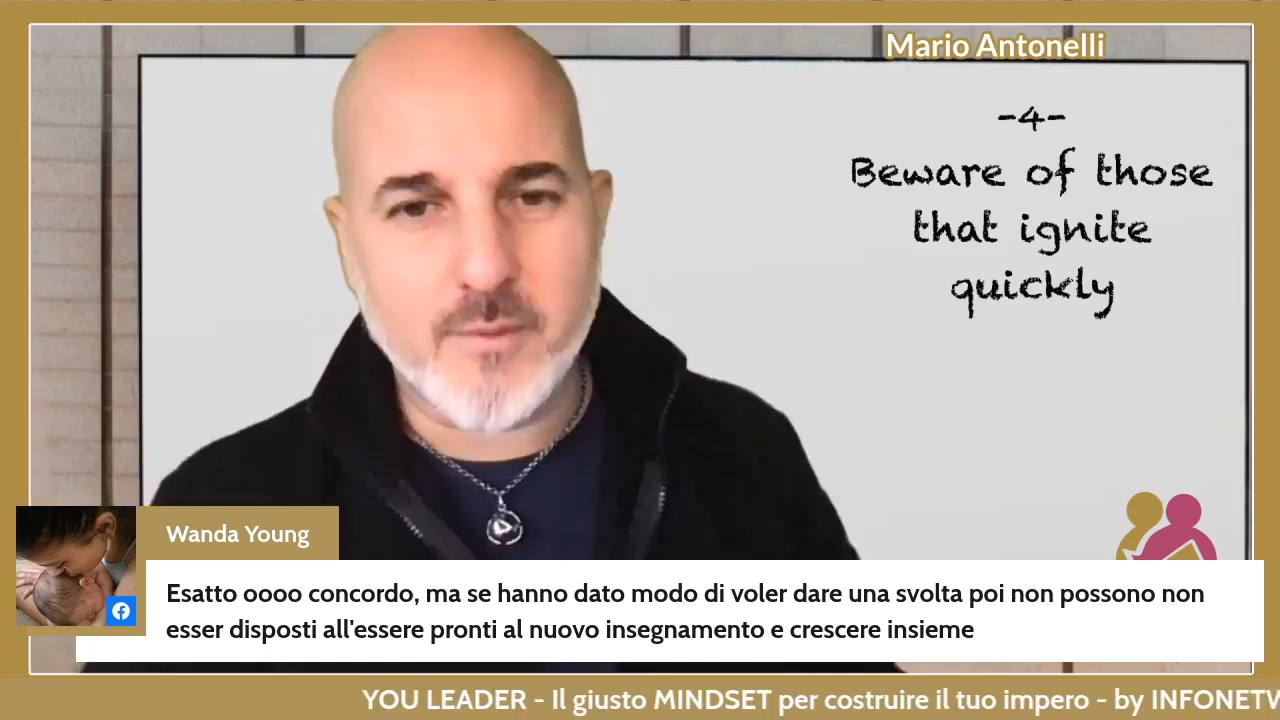 Mario Antonelli
-4-
Beware of those
that ignite
quickly
Wanda Young
Esatto oooo concordo, ma se hanno dato modo di voler dare una svolta poi non possono non
esser disposti all'essere pronti al nuovo insegnamento e crescere insieme
YOU LEADER - Il giusto MINDSET per costruire il tuo impero - by